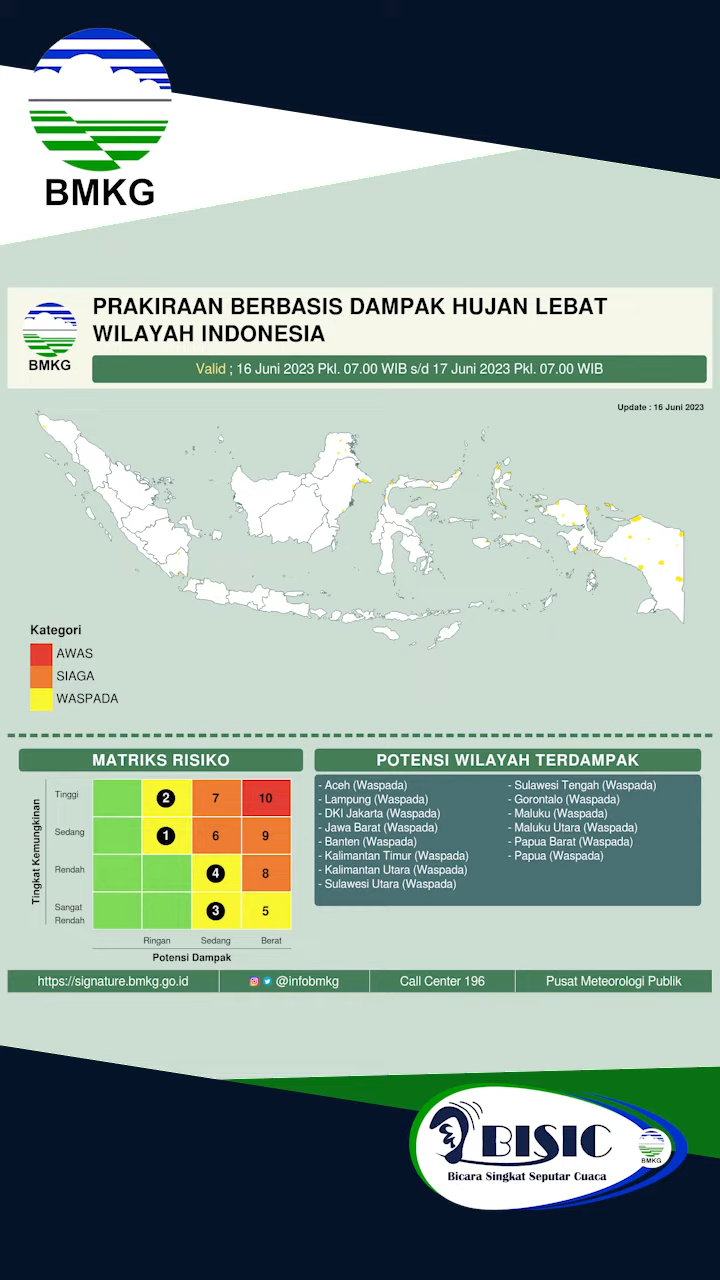 BMKG
PRAKIRAAN BERBASIS DAMPAK HUJAN LEBAT
WILAYAH INDONESIA
BMKG
Valid ; 16 Juni 2023 Pkl. 07.00 WIB s/d 17 Juni 2023 Pkl. 07.00 WIB
Update : 16 Juni 2023
Kategori
AWAS
SIAGA
WASPADA
MATRIKS RISIKO
Tingkat Kemungkinan
Tinggi
2
7
10
Sedang
1
6
9
Rendah
4
8
Sangat
Rendah
3
5
Ringan
Sedang
Berat
Potensi Dampak
POTENSI WILAYAH TERDAMPAK
- Aceh (Waspada)
- Lampung (Waspada)
- DKI Jakarta (Waspada)
- Jawa Barat (Waspada)
- Banten (Waspada)
- Kalimantan Timur (Waspada)
- Kalimantan Utara (Waspada)
- Sulawesi Utara (Waspada)
- Sulawesi Tengah (Waspada)
- Gorontalo (Waspada)
- Maluku (Waspada)
- Maluku Utara (Waspada)
- Papua Barat (Waspada)
- Papua (Waspada)
https://signature.bmkg.go.id
@infobmkg
Call Center 196
Pusat Meteorologi Publik
BISIC
BMKG
Bicara Singkat Seputar Cuaca